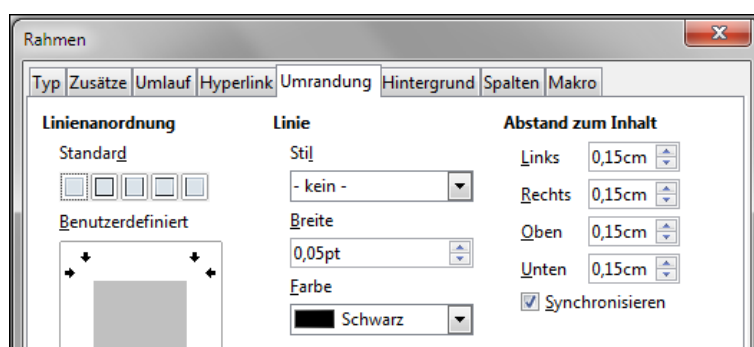 Rahmen
Typ Zusätze Umlauf Hyperlink Umrandung Hintergrund Spalten Makro
Linienanordnung
Standard
Benutzerdefiniert
Linie
Stil
- kein -
Breite
0,05pt
Farbe
Schwarz
Abstand zum Inhalt
Links 0,15cm
Rechts 0,15cm
Oben 0,15cm
Unten 0,15cm
Synchronisieren